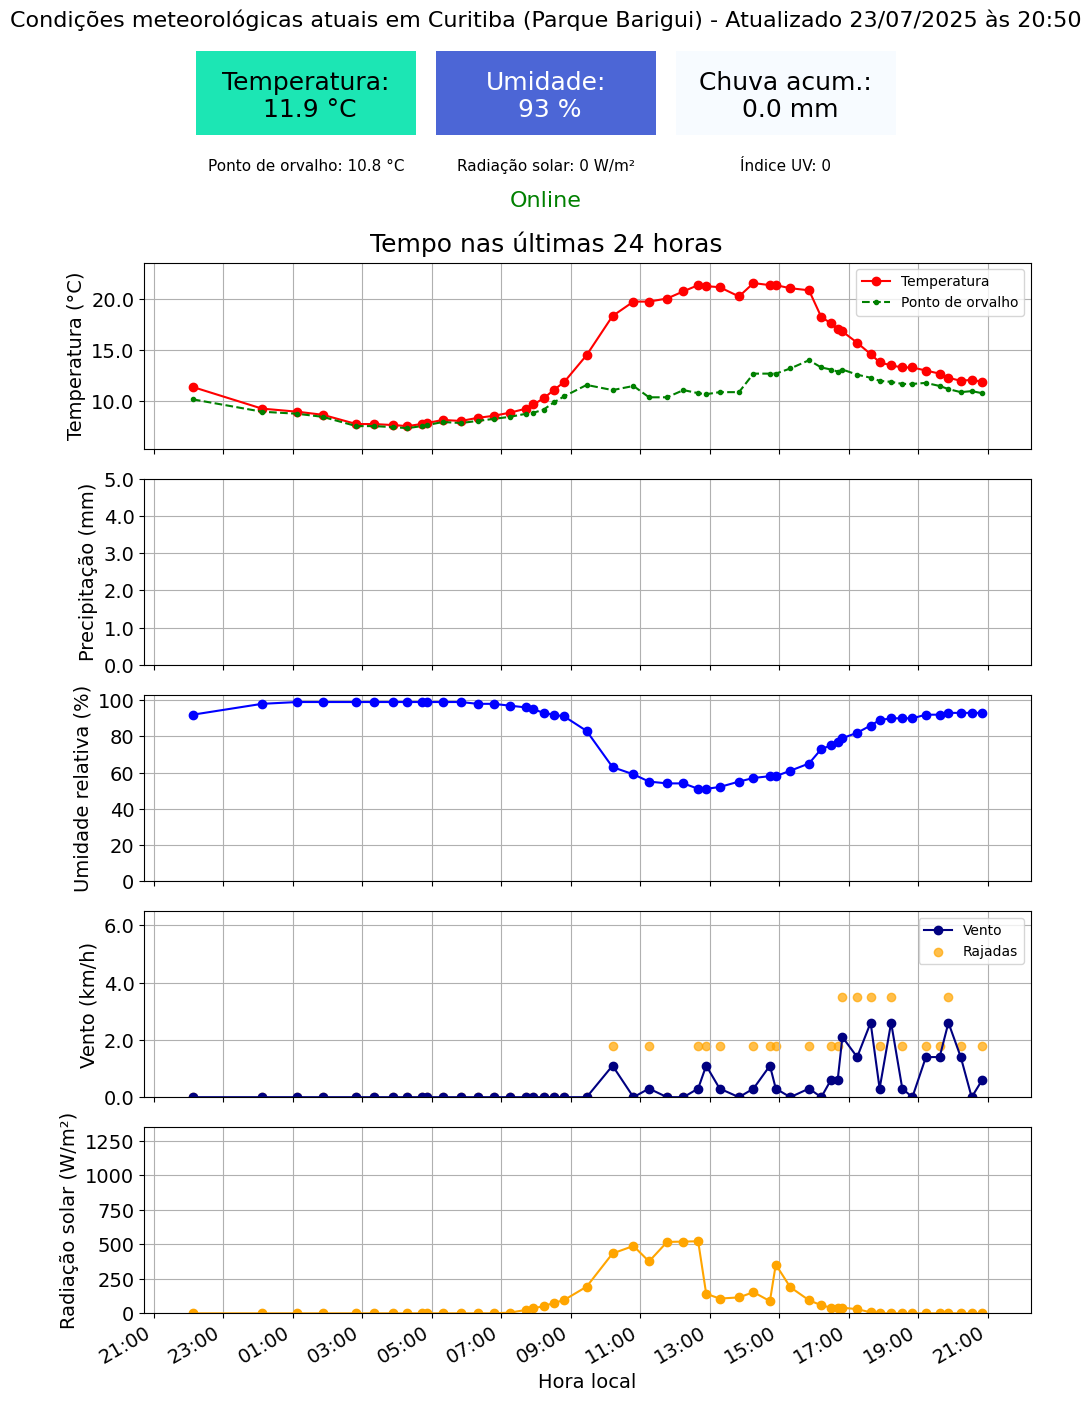 Condições meteorológicas atuais em Curitiba (Parque Barigui) - Atualizado 23/07/2025 às 20:50
Temperatura:
11.9 °C
Umidade:
93 %
Chuva acum.:
0.0 mm
Ponto de orvalho: 10.8 °C
Radiação solar: 0 W/m²
Índice UV: 0
Online
Tempo nas últimas 24 horas
Temperatura (°C)
20.0
15.0
10.0
Temperatura
Ponto de orvalho
Precipitação (mm)
5.0
4.0
3.0
2.0
1.0
0.0
Umidade relativa (%)
100
80
60
40
20
0
Vento (km/h)
6.0
4.0
2.0
0.0
Vento
Rajadas
Radiação solar (W/m²)
1250
1000
750
500
250
0
21:00
23:00
01:00
03:00
05:00
07:00
09:00
11:00
13:00
15:00
17:00
19:00
21:00
Hora local